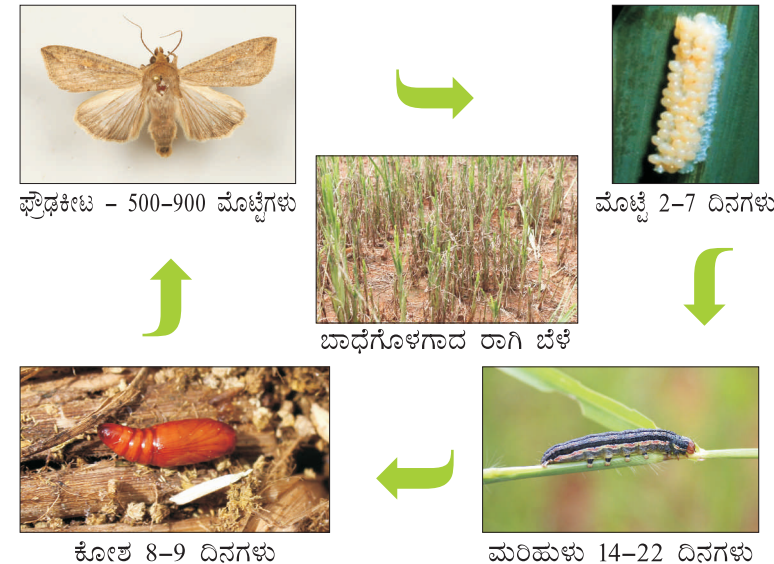 ಫ್ರೌಢಕೀಟ – 500–900 ಮೊಟ್ಟೆಗಳು
ಮೊಟ್ಟೆ 2–7 ದಿನಗಳು
ಬಾಧೆಗೊಳಗಾದ ರಾಗಿ ಬೆಳೆ
ಕೋಶ 8–9 ದಿನಗಳು
ಮರಿಹುಳು 14–22 ದಿನಗಳು